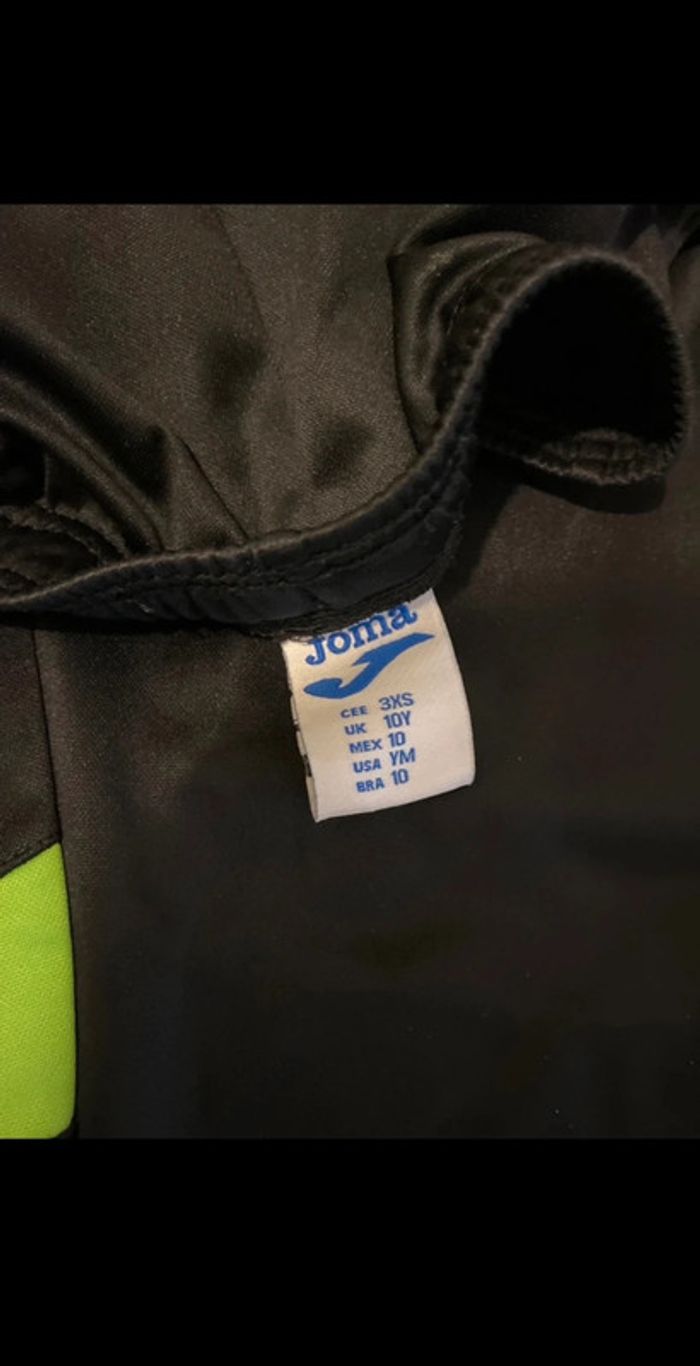 Joma
CEE 3XS
UK 10Y
MEX 10
USA YM
BRA 10